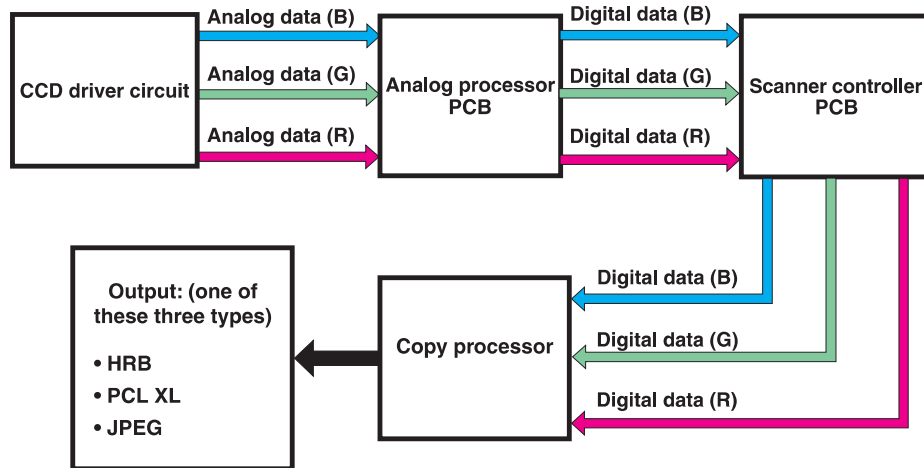 Analog data (B)
Analog data (G)
Analog data (R)
CCD driver circuit
Analog processor
PCB
Digital data (B)
Digital data (G)
Digital data (R)
Scanner controller
PCB
Digital data (B)
Digital data (G)
Digital data (R)
Copy processor
Output: (one of
these three types)
• HRB
• PCL XL
• JPEG